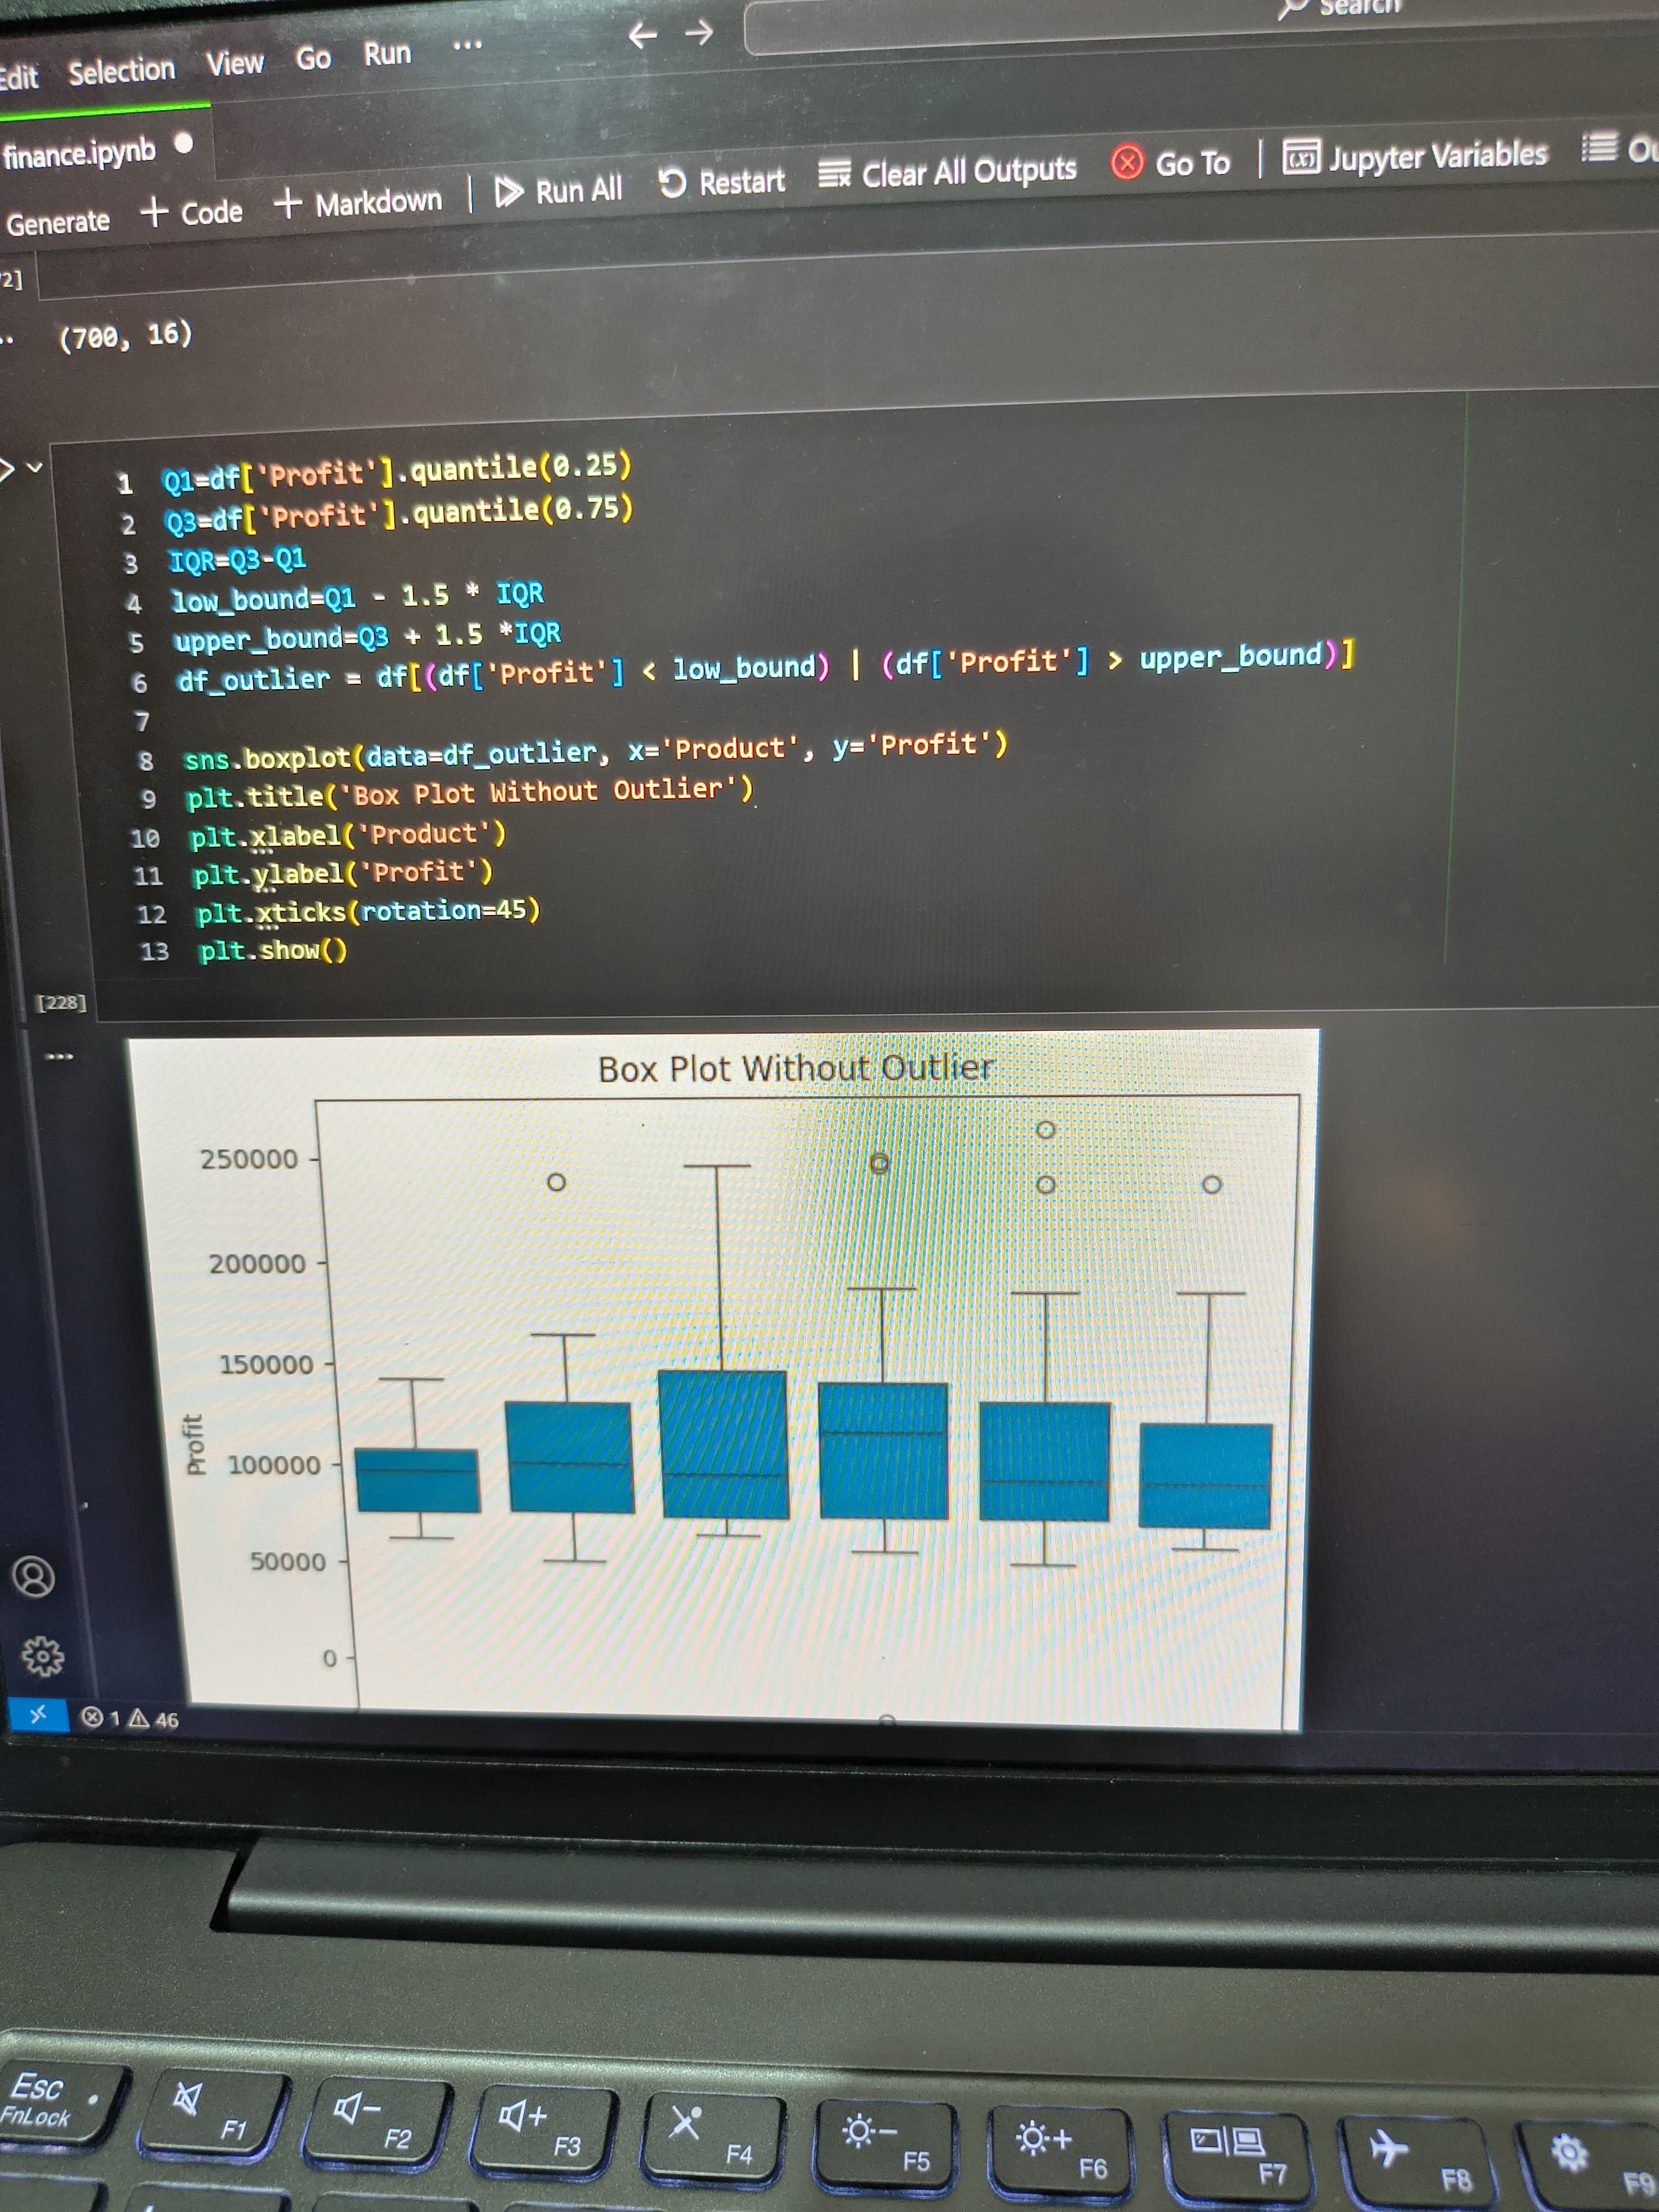 Search
Edit Selection View Go Run ...
finance.ipynb
Generate + Code + Markdown | Run All Restart Clear All Outputs Go To | Jupyter Variables
2]
(700, 16)
1 Q1=df['Profit'].quantile(0.25)
2 Q3=df['Profit'].quantile(0.75)
3 IQR=Q3-Q1
4 low_bound=Q1 - 1.5 * IQR
5 upper_bound=Q3 + 1.5 *IQR
6 df_outlier = df[(df['Profit'] < low_bound) | (df['Profit'] > upper_bound)]
7
8 sns.boxplot(data=df_outlier, x='Product', y='Profit')
9 plt.title('Box Plot Without Outlier')
10 plt.xlabel('Product')
11 plt.ylabel('Profit')
12 plt.xticks(rotation=45)
13 plt.show()
[228]
Box Plot Without Outlier
250000
200000
150000
Profit
100000
50000
0
1 46
Esc
FnLock
F1
F2
F3
F4
F5
F6
F7
F8
F9